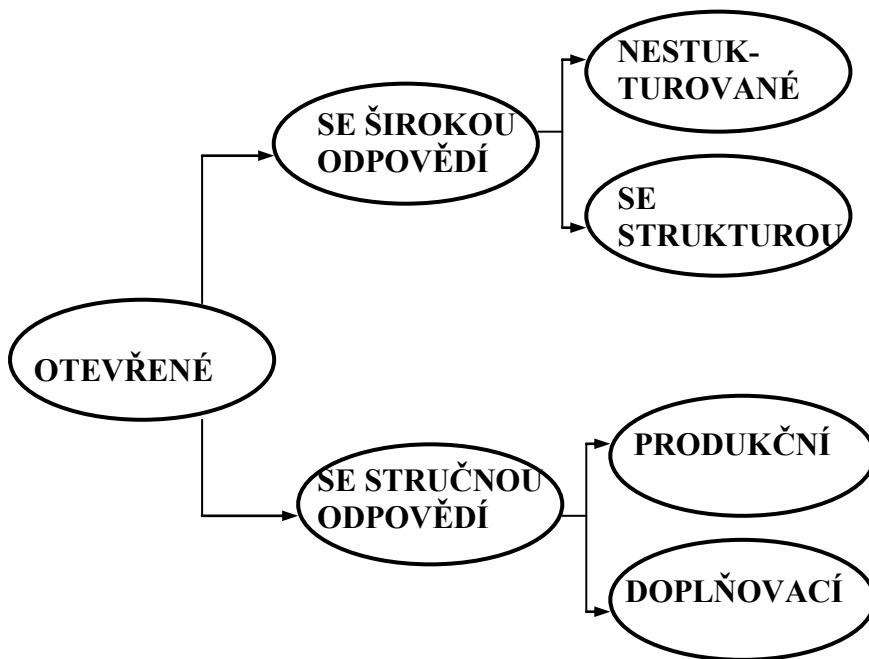 NESTUK-
TUROVANÉ
SE ŠIROKOU
ODPOVĚDÍ
SE
STRUKTUROU
OTEVŘENÉ
PRODUKČNÍ
SE STRUČNOU
ODPOVĚDÍ
DOPLŇOVACÍ